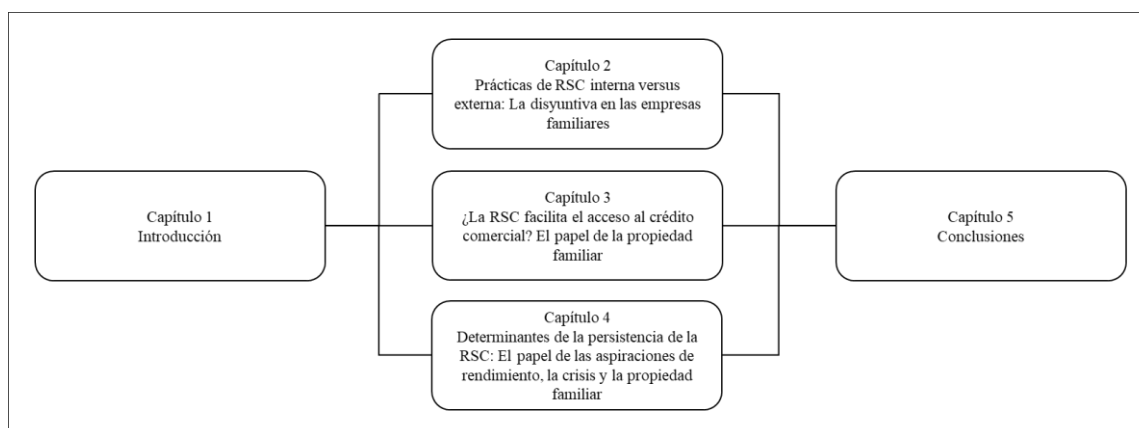 Capítulo 1
Introducción
Capítulo 2
Prácticas de RSC interna versus
externa: La disyuntiva en las empresas
familiares
Capítulo 3
¿La RSC facilita el acceso al crédito
comercial? El papel de la propiedad
familiar
Capítulo 4
Determinantes de la persistencia de la
RSC: El papel de las aspiraciones de
rendimiento, la crisis y la propiedad
familiar
Capítulo 5
Conclusiones